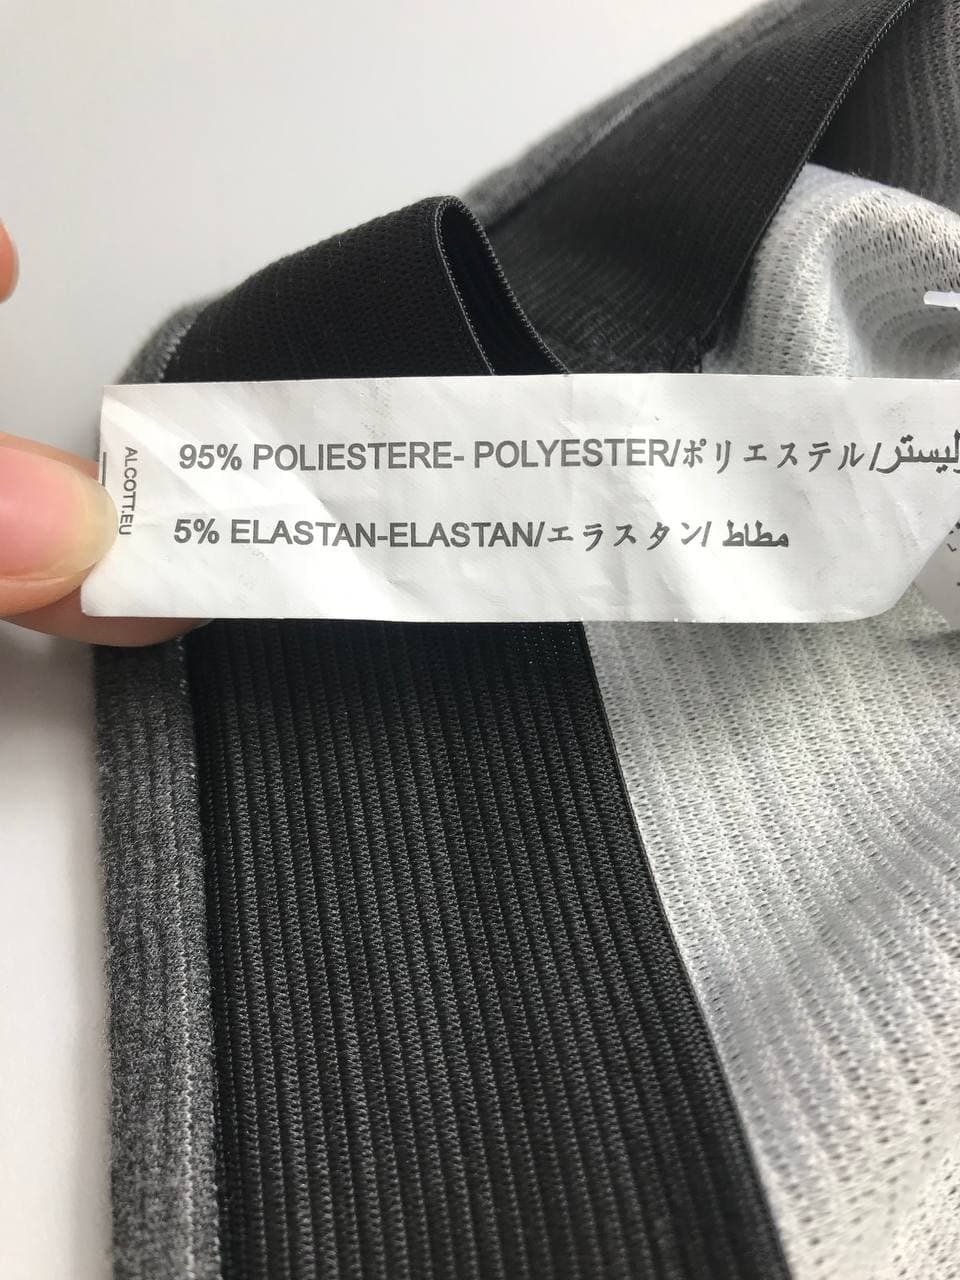 95% POLIESTERE- POLYESTER/ポリエステル/
5% ELASTAN-ELASTAN/エラスタン/ مطاط
ALCOTT.EU